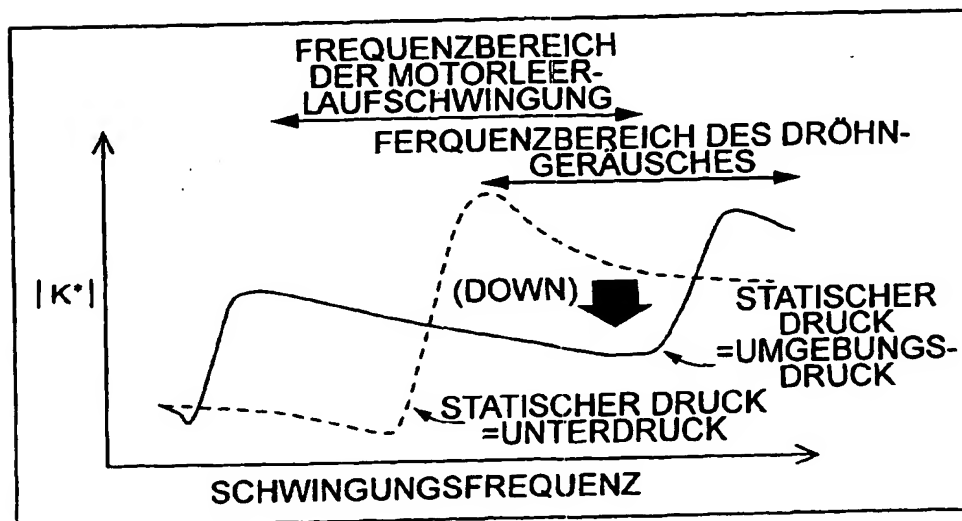 FREQUENZBEREICH
DER MOTORLEER-
LAUFSCHWINGUNG
FERQUENZBEREICH DES DRÖHN-
GERÄUSCHES
|K*|
(DOWN)
STATISCHER
DRUCK
=UMGEBUNGS-
DRUCK
STATISCHER DRUCK
=UNTERDRUCK
SCHWINGUNGSFREQUENZ